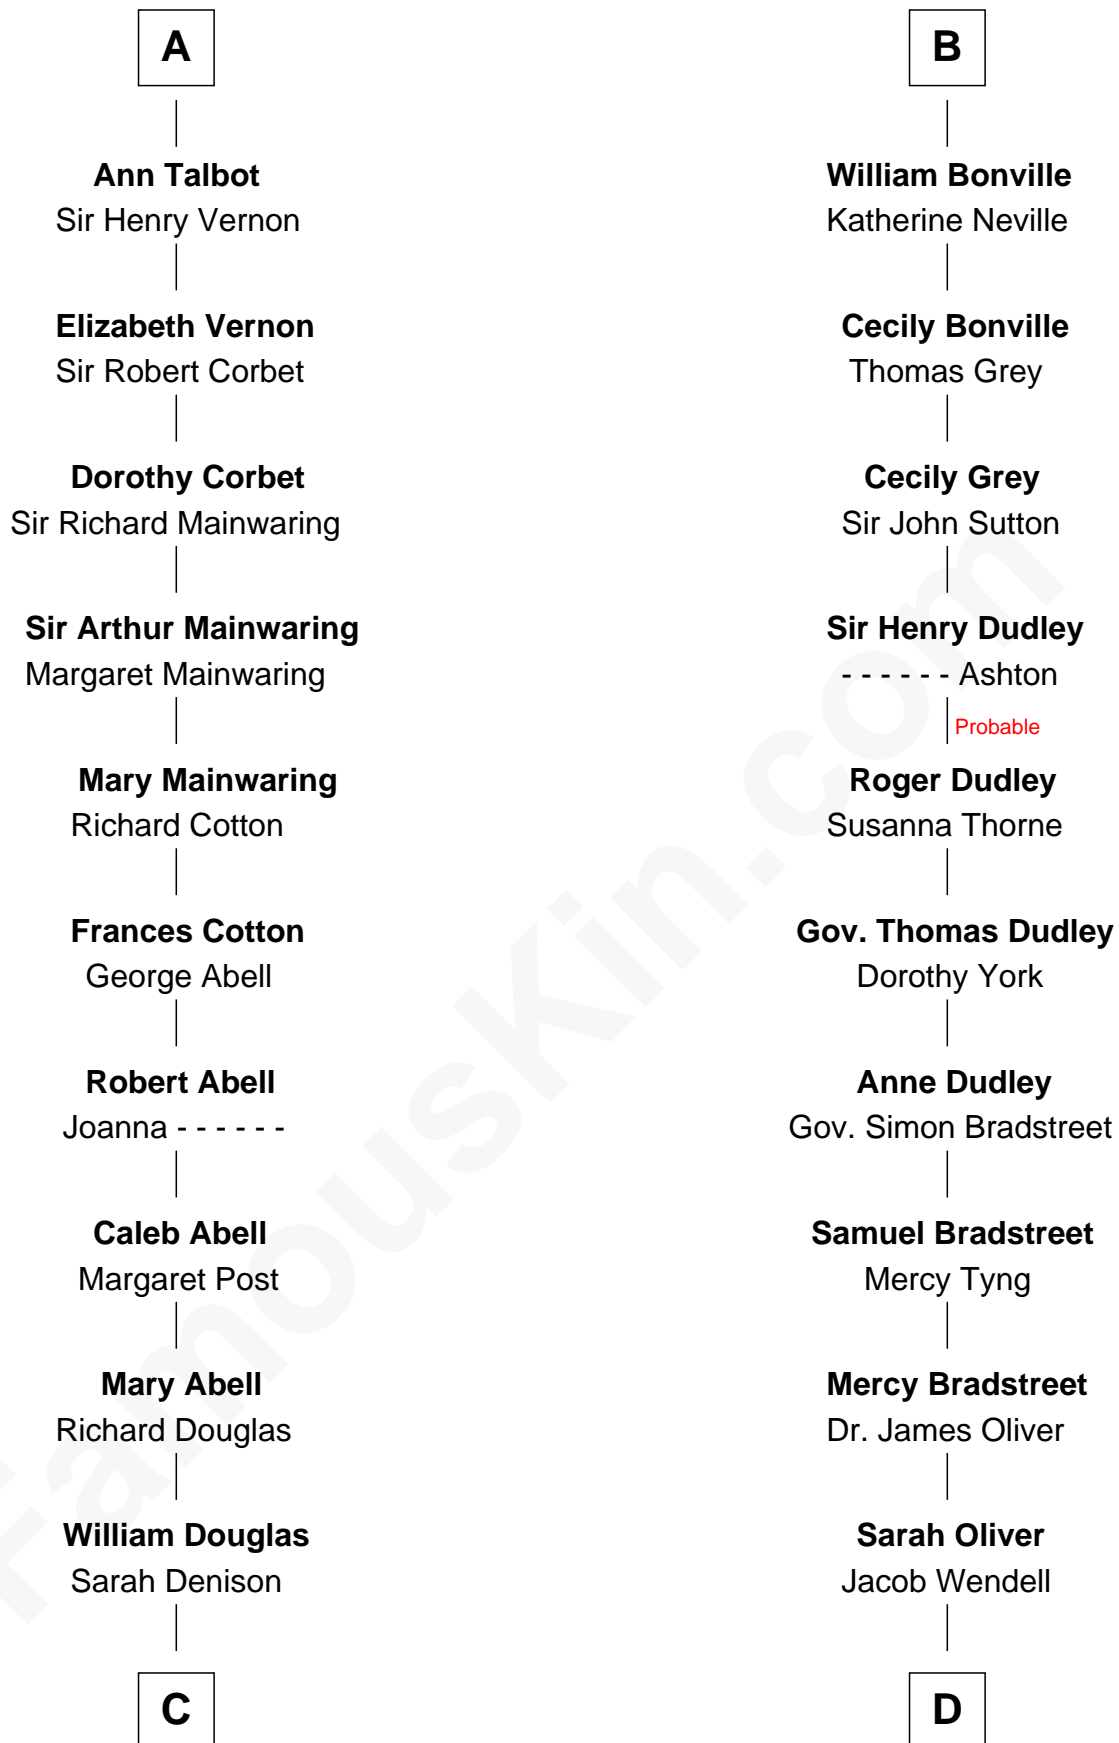 A
Ann Talbot
Sir Henry Vernon
Elizabeth Vernon
Sir Robert Corbet
Dorothy Corbet
Sir Richard Mainwaring
Sir Arthur Mainwaring
Margaret Mainwaring
Mary Mainwaring
Richard Cotton
Frances Cotton
George Abell
Robert Abell
Joanna - - - - - -
Caleb Abell
Margaret Post
Mary Abell
Richard Douglas
William Douglas
Sarah Denison
C
B
William Bonville
Katherine Neville
Cecily Bonville
Thomas Grey
Cecily Grey
Sir John Sutton
Sir Henry Dudley
- - - - - - Ashton
Probable
Roger Dudley
Susanna Thorne
Gov. Thomas Dudley
Dorothy York
Anne Dudley
Gov. Simon Bradstreet
Samuel Bradstreet
Mercy Tyng
Mercy Bradstreet
Dr. James Oliver
Sarah Oliver
Jacob Wendell
D
FamousKin.com